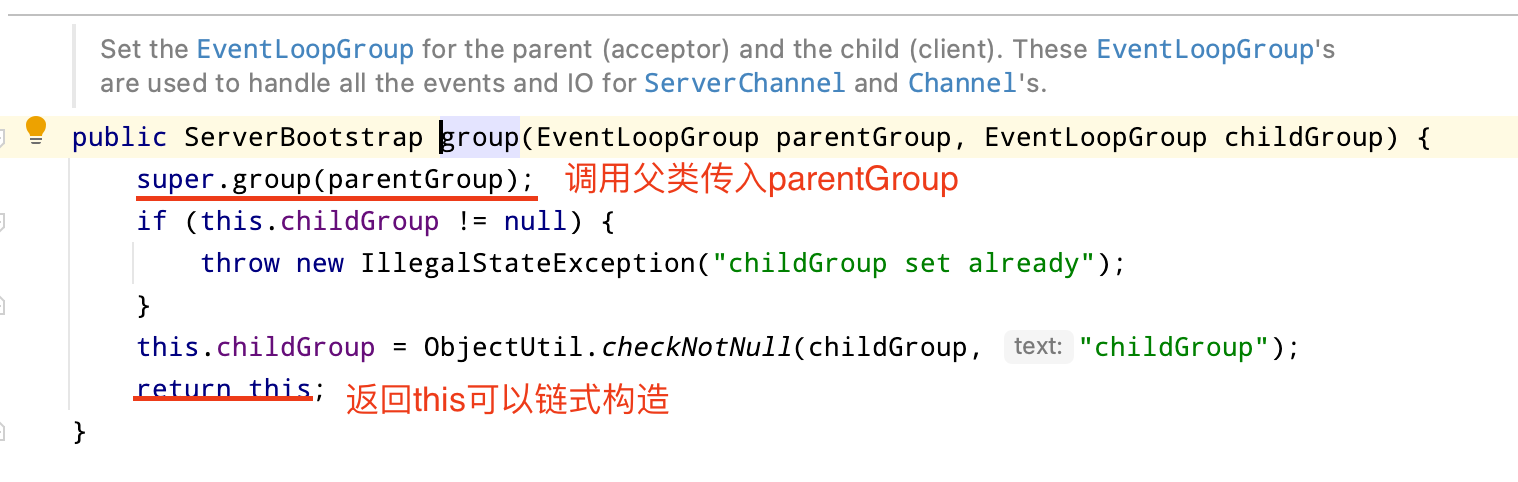 Set the EventLoopGroup for the parent (acceptor) and the child (client). These EventLoopGroup's
are used to handle all the events and IO for ServerChannel and Channel's.
public ServerBootstrap group(EventLoopGroup parentGroup, EventLoopGroup childGroup) {
super.group(parentGroup); 调用父类传入parentGroup
if (this.childGroup != null) {
throw new IllegalStateException("childGroup set already");
}
this.childGroup = ObjectUtil.checkNotNull(childGroup, text: "childGroup");
return this; 返回this可以链式构造
}